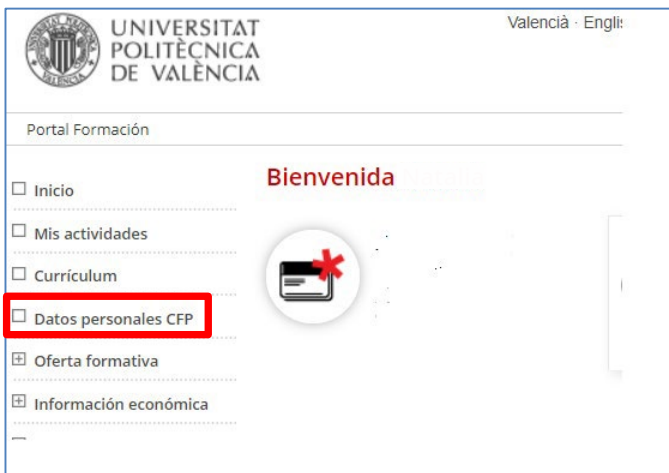 UNIVERSITAT
POLITÈCNICA
DE VALÈNCIA
Valencià · Englis
Portal Formación
Bienvenida
Inicio
Mis actividades
Currículum
Datos personales CFP
Oferta formativa
Información económica